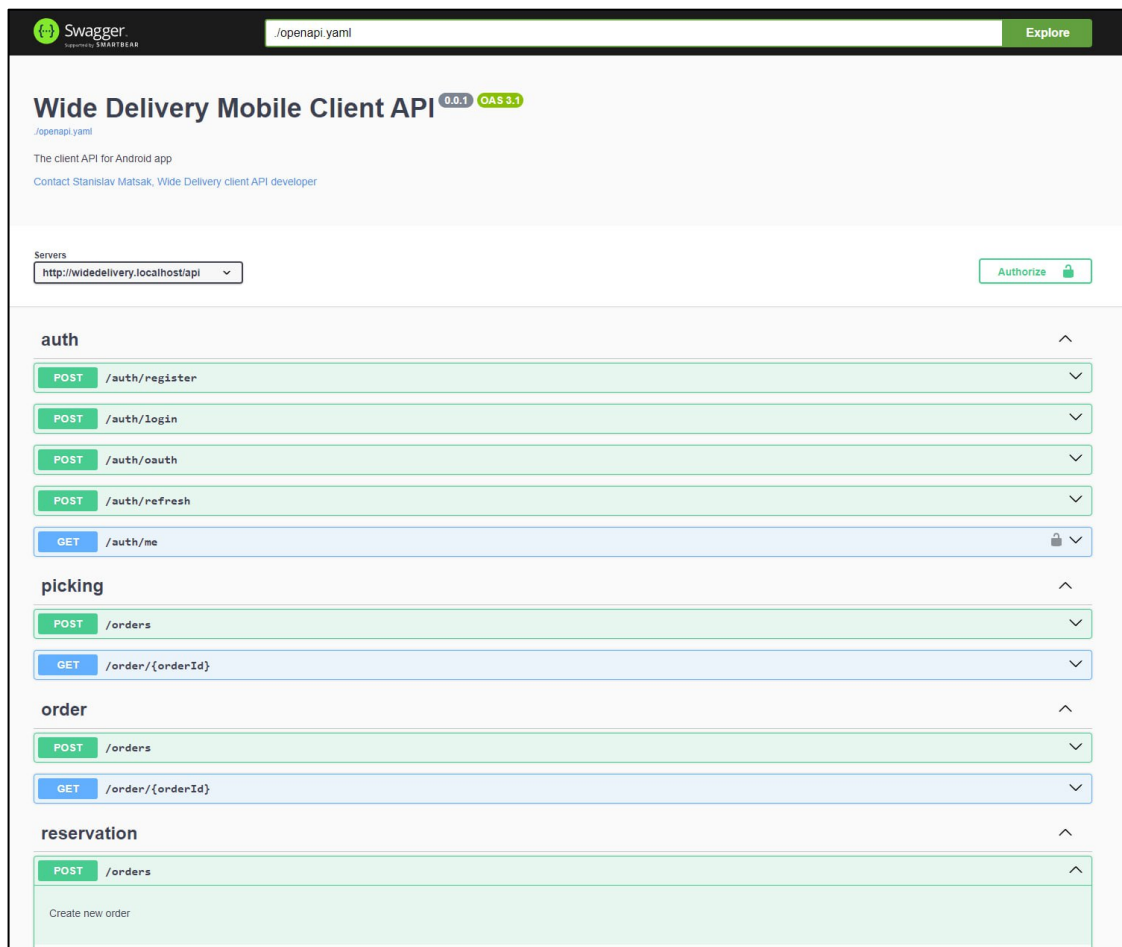 {···} Swagger.
Supported by SMARTBEAR
./openapi.yaml
Explore
Wide Delivery Mobile Client API 0.0.1 OAS 3.1
./openapi.yaml
The client API for Android app
Contact Stanislav Matsak, Wide Delivery client API developer
Servers
http://widedelivery.localhost/api
Authorize
auth
POST /auth/register
POST /auth/login
POST /auth/oauth
POST /auth/refresh
GET /auth/me
picking
POST /orders
GET /order/{orderId}
order
POST /orders
GET /order/{orderId}
reservation
POST /orders
Create new order